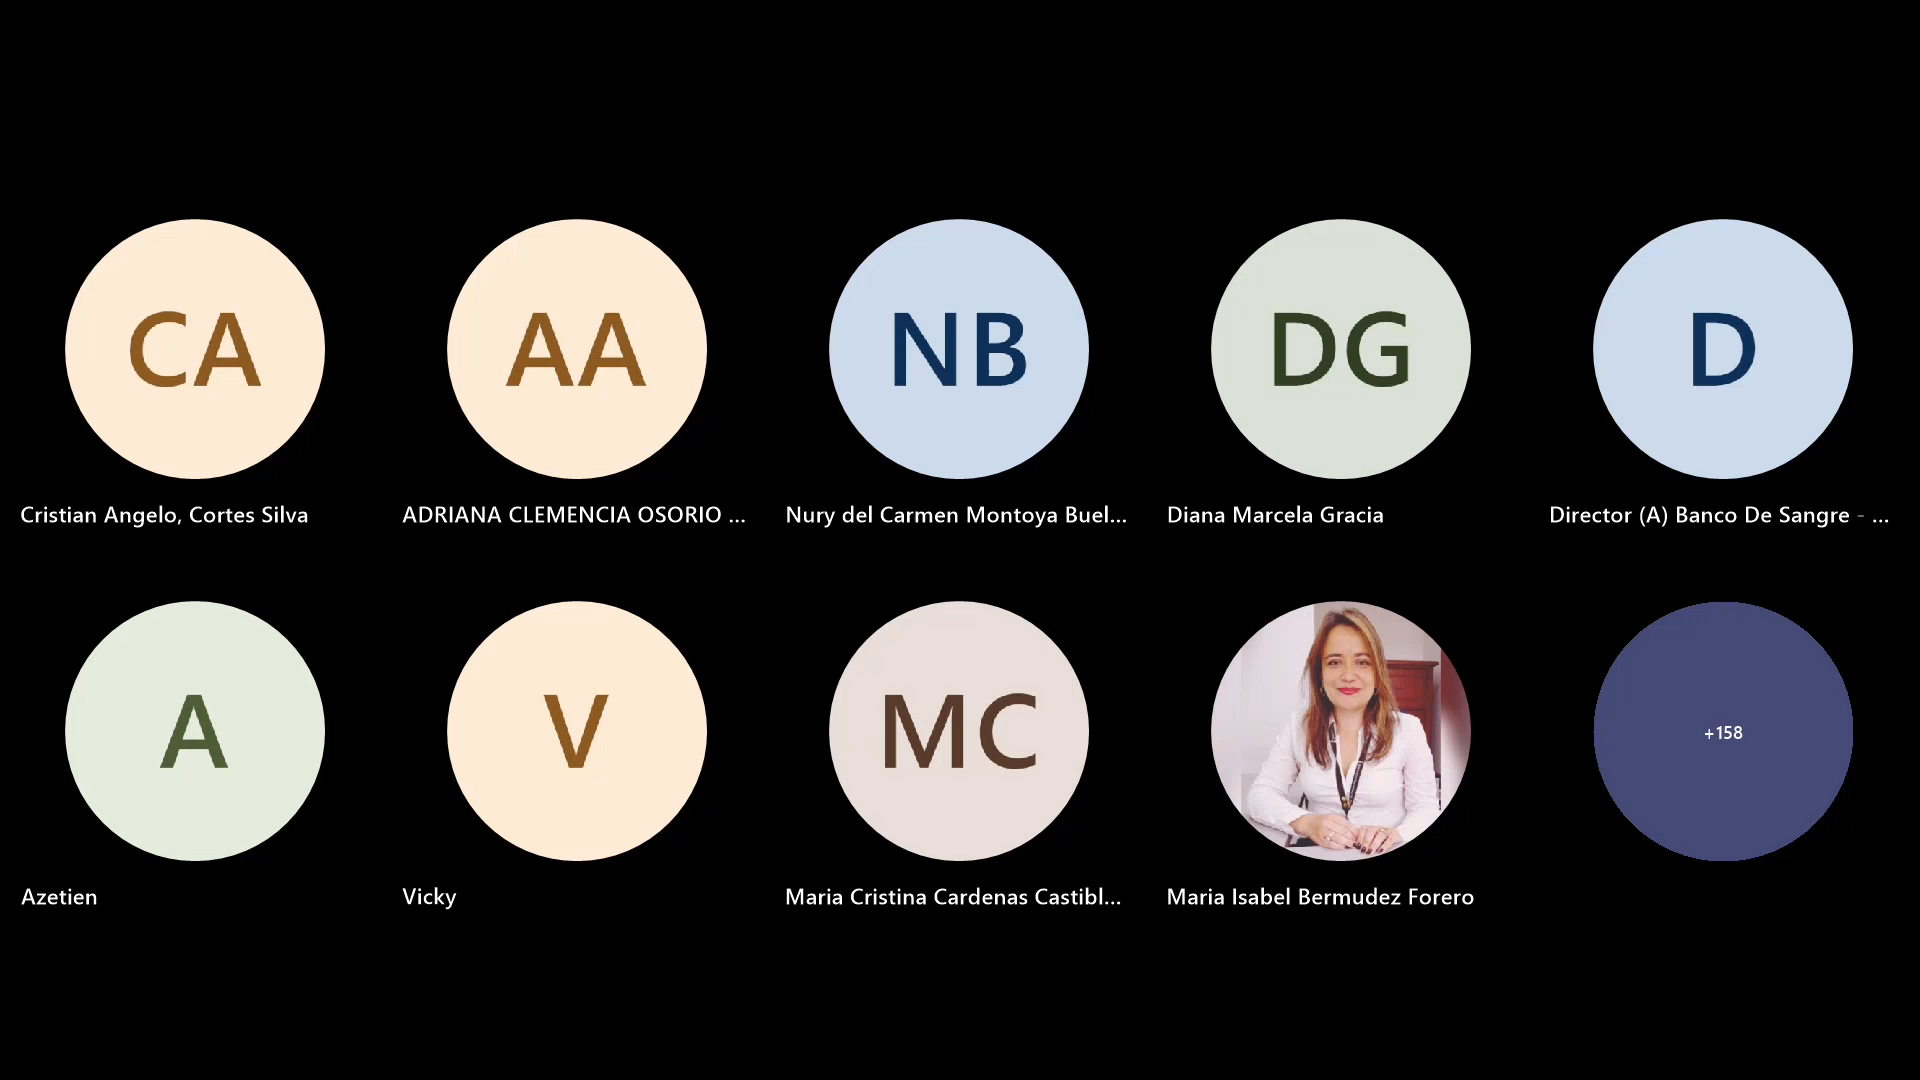 CA
AA
NB
DG
D
Cristian Angelo, Cortes Silva
ADRIANA CLEMENCIA OSORIO ...
Nury del Carmen Montoya Buel...
Diana Marcela Gracia
Director (A) Banco De Sangre - ...
A
V
MC
+158
Azetien
Vicky
Maria Cristina Cardenas Castibl...
Maria Isabel Bermudez Forero